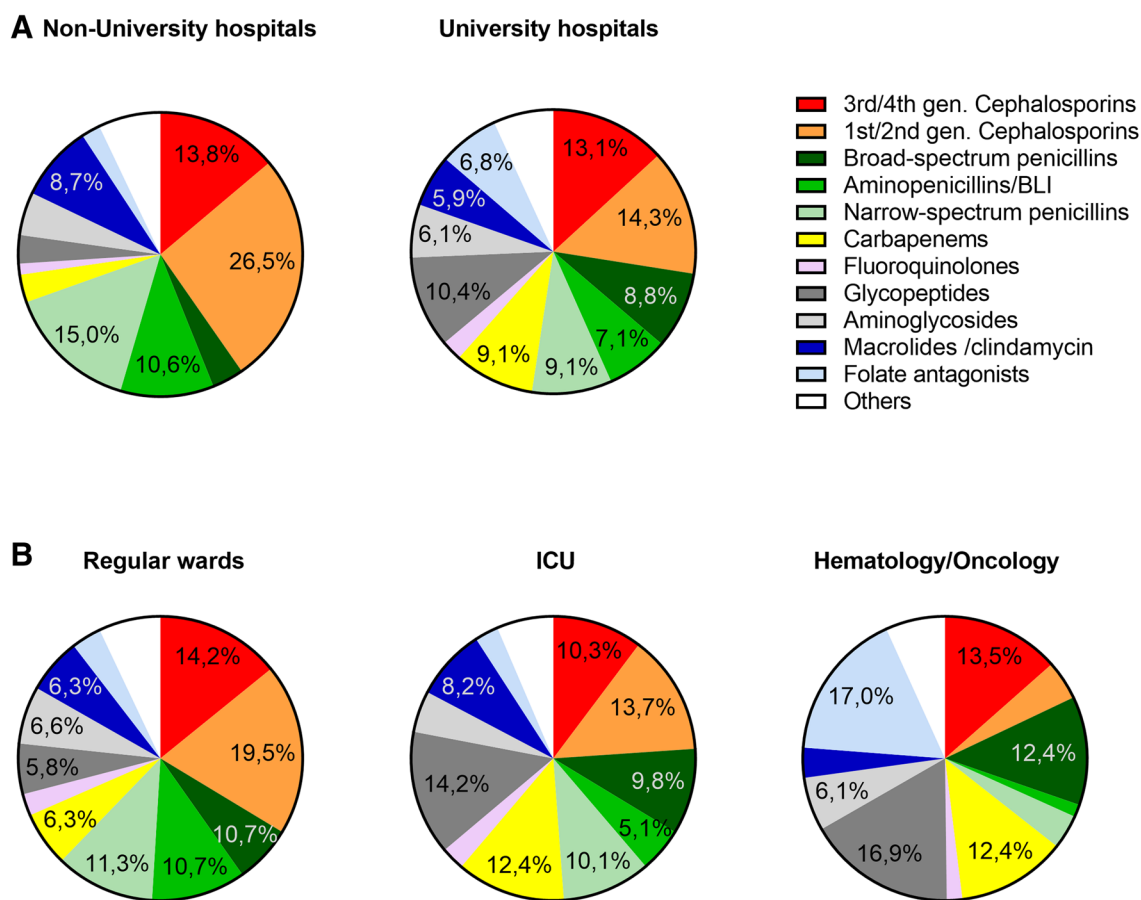 A Non-University hospitals
University hospitals
13,8%
26,5%
10,6%
15,0%
8,7%
13,1%
14,3%
8,8%
7,1%
9,1%
9,1%
10,4%
6,1%
5,9%
6,8%
3rd/4th gen. Cephalosporins
1st/2nd gen. Cephalosporins
Broad-spectrum penicillins
Aminopenicillins/BLI
Narrow-spectrum penicillins
Carbapenems
Fluoroquinolones
Glycopeptides
Aminoglycosides
Macrolides /clindamycin
Folate antagonists
Others
B Regular wards
ICU
Hematology/Oncology
14,2%
19,5%
10,7%
10,7%
11,3%
6,3%
5,8%
6,6%
6,3%
10,3%
13,7%
9,8%
5,1%
10,1%
12,4%
14,2%
8,2%
13,5%
12,4%
12,4%
16,9%
6,1%
17,0%